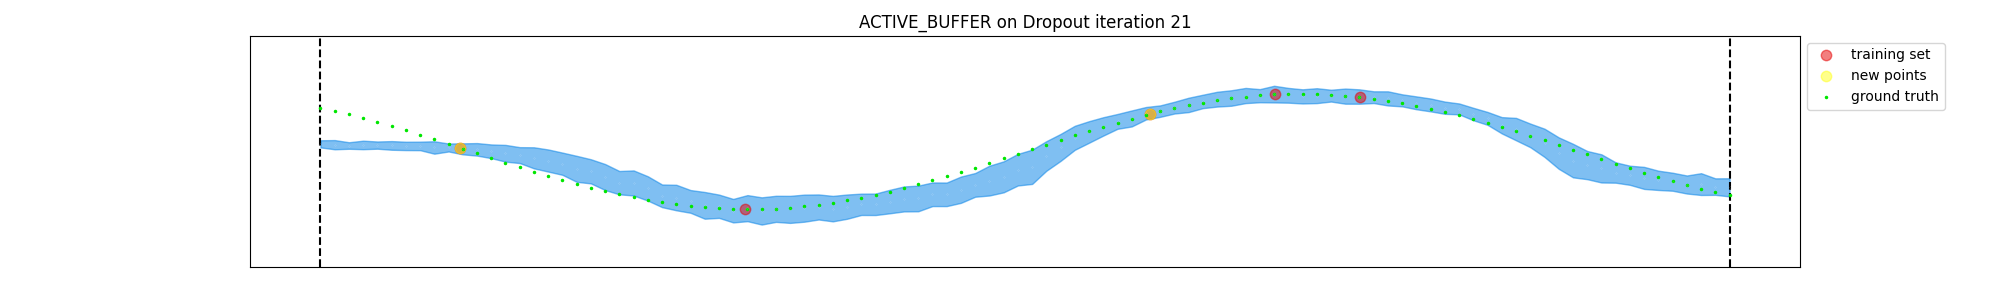 ACTIVE_BUFFER on Dropout iteration 21
training set
new points
ground truth